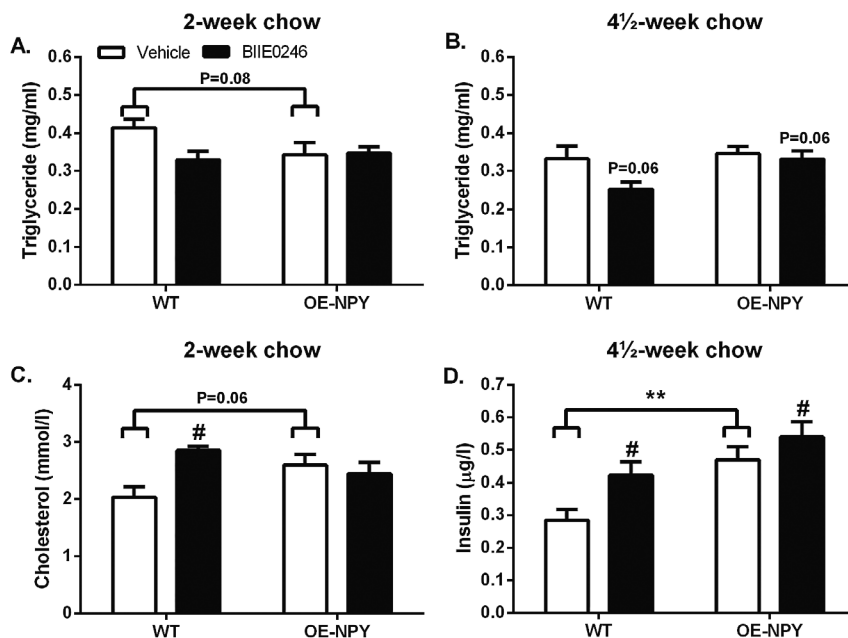 2-week chow
A.
Vehicle
BIIE0246
0.6
0.5
0.4
0.3
0.2
0.1
0.0
Triglyceride (mg/ml)
P=0.08
WT
OE-NPY
4½-week chow
B.
0.6
0.5
0.4
0.3
0.2
0.1
0.0
Triglyceride (mg/ml)
P=0.06
P=0.06
WT
OE-NPY
2-week chow
C.
4
3
2
1
0
Cholesterol (mmol/l)
P=0.06
#
WT
OE-NPY
4½-week chow
D.
0.7
0.6
0.5
0.4
0.3
0.2
0.1
0.0
Insulin (µg/l)
**
#
#
WT
OE-NPY